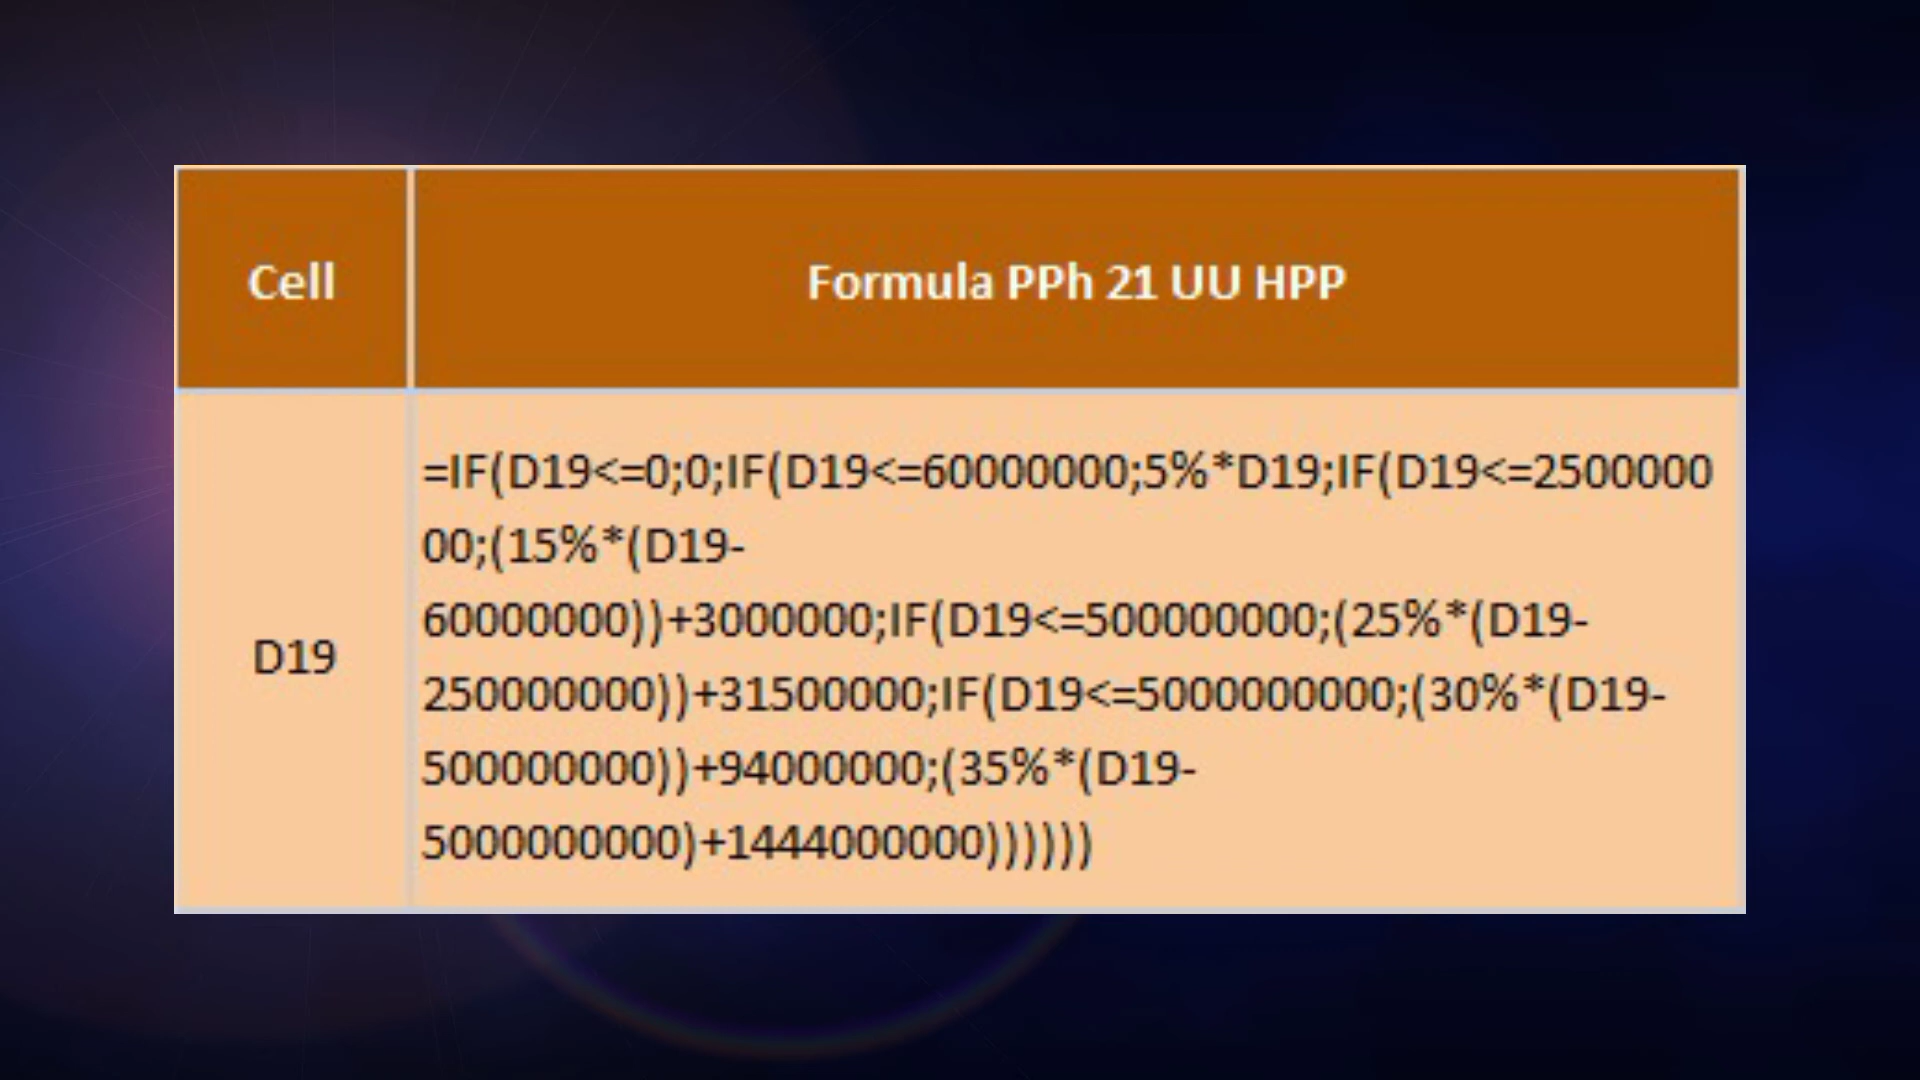 Cell
Formula PPh 21 UU HPP
D19
=IF(D19<=0;0;IF(D19<=60000000;5%*D19;IF(D19<=2500000
00;(15%*(D19-
60000000))+3000000;IF(D19<=500000000;(25%*(D19-
250000000))+31500000;IF(D19<=5000000000;(30%*(D19-
500000000))+94000000;(35%*(D19-
5000000000)+1444000000))))))